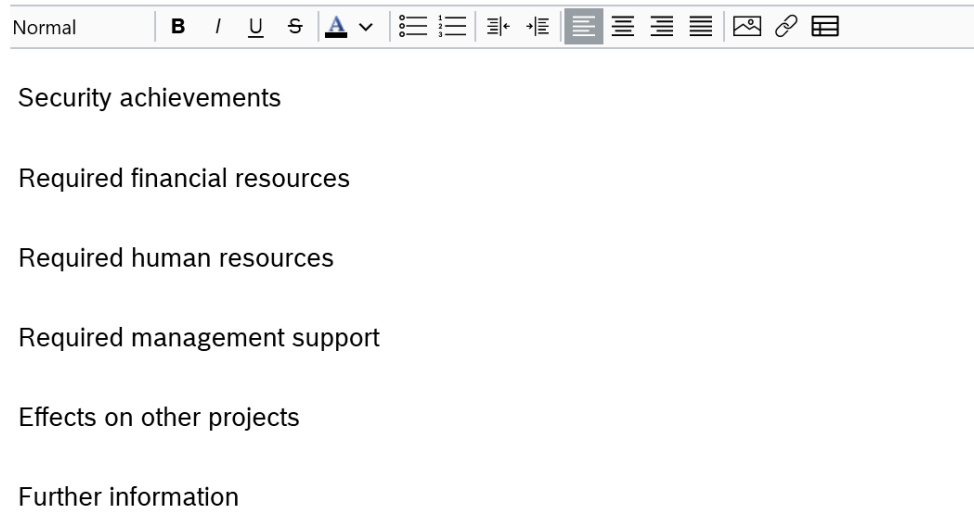 Normal B I U S A
Security achievements
Required financial resources
Required human resources
Required management support
Effects on other projects
Further information